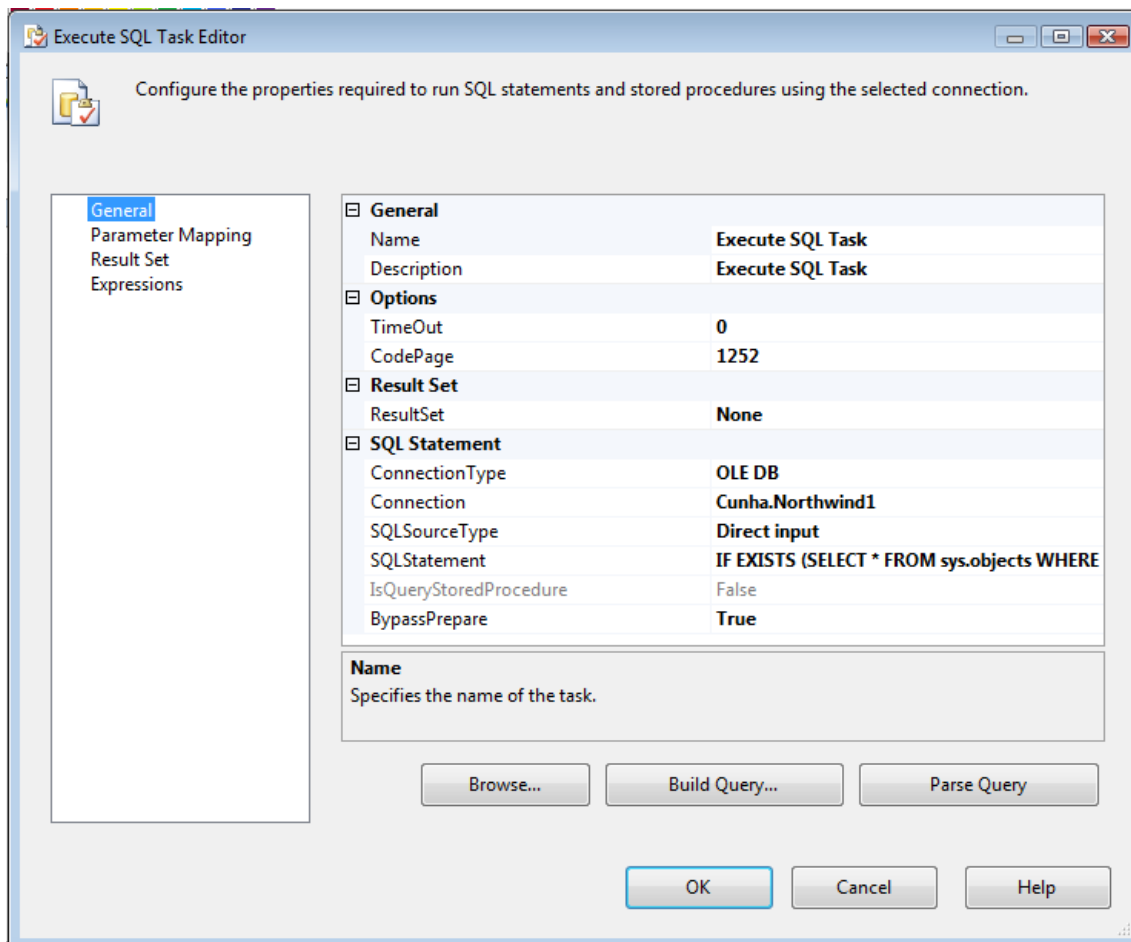 Execute SQL Task Editor
Configure the properties required to run SQL statements and stored procedures using the selected connection.
General
Parameter Mapping
Result Set
Expressions
General
Name Execute SQL Task
Description Execute SQL Task
Options
TimeOut 0
CodePage 1252
Result Set
ResultSet None
SQL Statement
ConnectionType OLE DB
Connection Cunha.Northwind1
SQLSourceType Direct input
SQLStatement IF EXISTS (SELECT * FROM sys.objects WHERE
IsQueryStoredProcedure False
BypassPrepare True
Name
Specifies the name of the task.
Browse... Build Query... Parse Query
OK Cancel Help